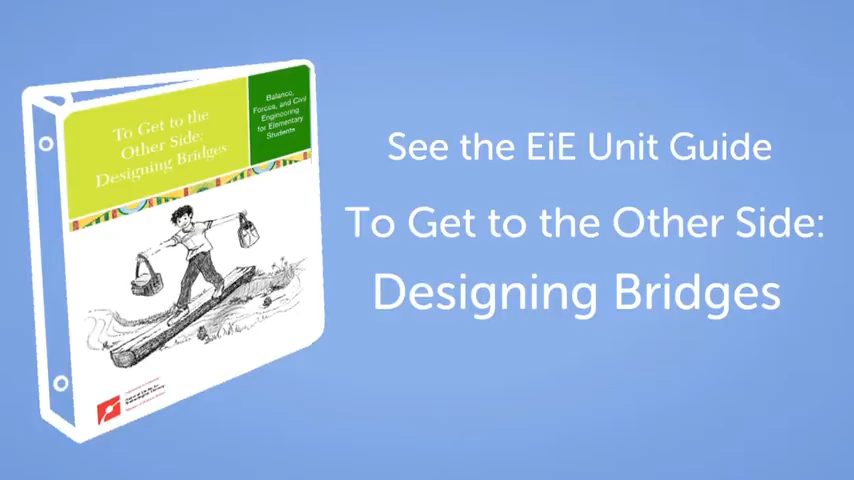 To Get to the
Other Side:
Designing Bridges
Balance,
Forces, and Civil
Engineering
for Elementary
Students
See the EiE Unit Guide
To Get to the Other Side:
Designing Bridges